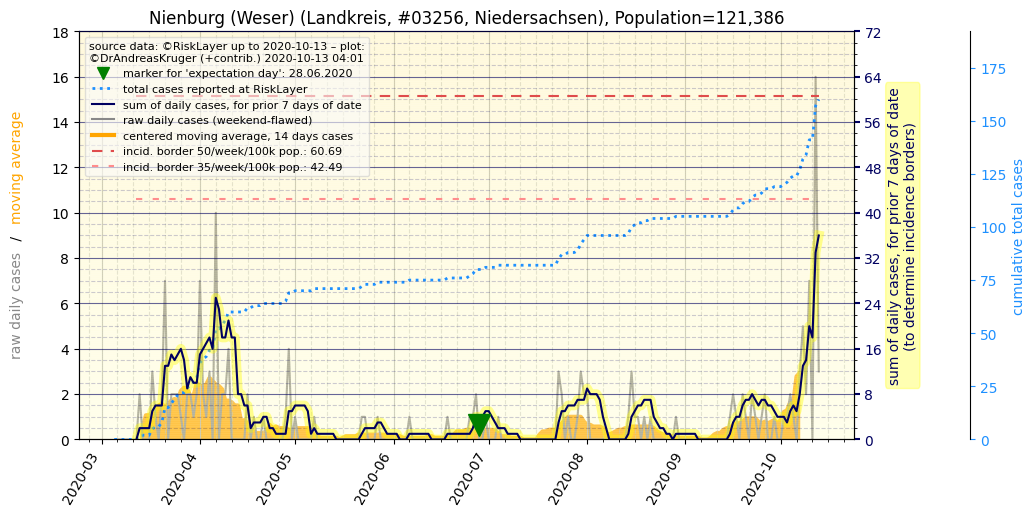 Nienburg (Weser) (Landkreis, #03256, Niedersachsen), Population=121,386
source data: ©RiskLayer up to 2020-10-13 – plot:
©DrAndreasKruger (+contrib.) 2020-10-13 04:01
marker for 'expectation day': 28.06.2020
total cases reported at RiskLayer
sum of daily cases, for prior 7 days of date
raw daily cases (weekend-flawed)
centered moving average, 14 days cases
incid. border 50/week/100k pop.: 60.69
incid. border 35/week/100k pop.: 42.49
raw daily cases / moving average
18
16
14
12
10
8
6
4
2
0
2020-03
2020-04
2020-05
2020-06
2020-07
2020-08
2020-09
2020-10
72
64
56
48
40
32
24
16
8
0
sum of daily cases, for prior 7 days of date
(to determine incidence borders)
175
150
125
100
75
50
25
0
cumulative total cases